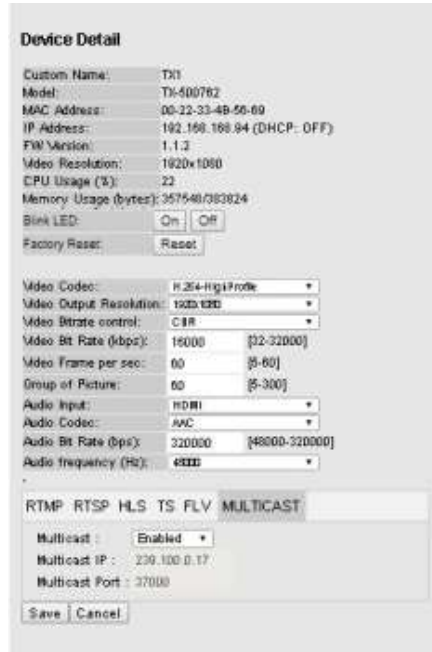 Device Detail
Custom Name: TX1
Model: TX-500762
MAC Address: 00-22-33-4B-56-69
IP Address: 192.168.168.94 (DHCP: OFF)
FW Version: 1.1.2
Video Resolution: 1920x1080
CPU Usage (%): 22
Memory Usage (bytes): 357548/383824
Blink LED: On Off
Factory Reset: Reset
Video Codec: H.264-High Profile
Video Output Resolution: 1920x1080
Video Bitrate control: CBR
Video Bit Rate (kbps): 16000 [32-32000]
Video Frame per sec: 60 [5-60]
Group of Picture: 60 [5-300]
Audio Input: HDMI
Audio Codec: AAC
Audio Bit Rate (bps): 320000 [48000-320000]
Audio frequency (Hz): 48000
RTMP RTSP HLS TS FLV MULTICAST
Multicast : Enabled
Multicast IP : 239.100.0.17
Multicast Port : 37000
Save Cancel